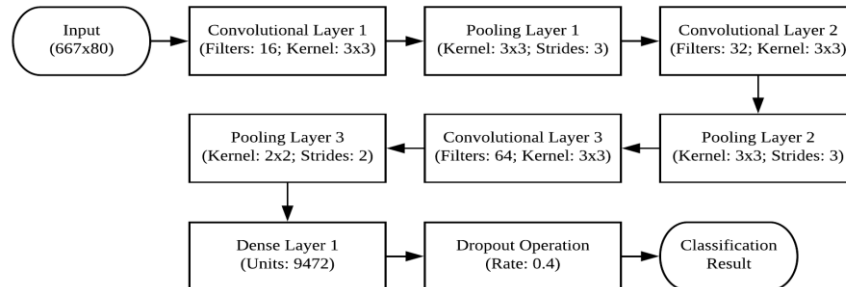 Input
(667x80)
Convolutional Layer 1
(Filters: 16; Kernel: 3x3)
Pooling Layer 1
(Kernel: 3x3; Strides: 3)
Convolutional Layer 2
(Filters: 32; Kernel: 3x3)
Pooling Layer 2
(Kernel: 3x3; Strides: 3)
Convolutional Layer 3
(Filters: 64; Kernel: 3x3)
Pooling Layer 3
(Kernel: 2x2; Strides: 2)
Dense Layer 1
(Units: 9472)
Dropout Operation
(Rate: 0.4)
Classification
Result